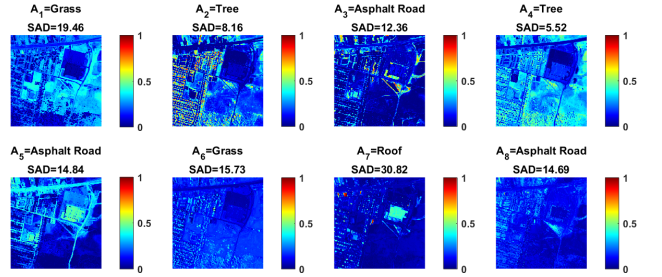 A1=Grass
SAD=19.46
1
0.5
0
A2=Tree
SAD=8.16
1
0.5
0
A3=Asphalt Road
SAD=12.36
1
0.5
0
A4=Tree
SAD=5.52
1
0.5
0
A5=Asphalt Road
SAD=14.84
1
0.5
0
A6=Grass
SAD=15.73
1
0.5
0
A7=Roof
SAD=30.82
1
0.5
0
A8=Asphalt Road
SAD=14.69
1
0.5
0